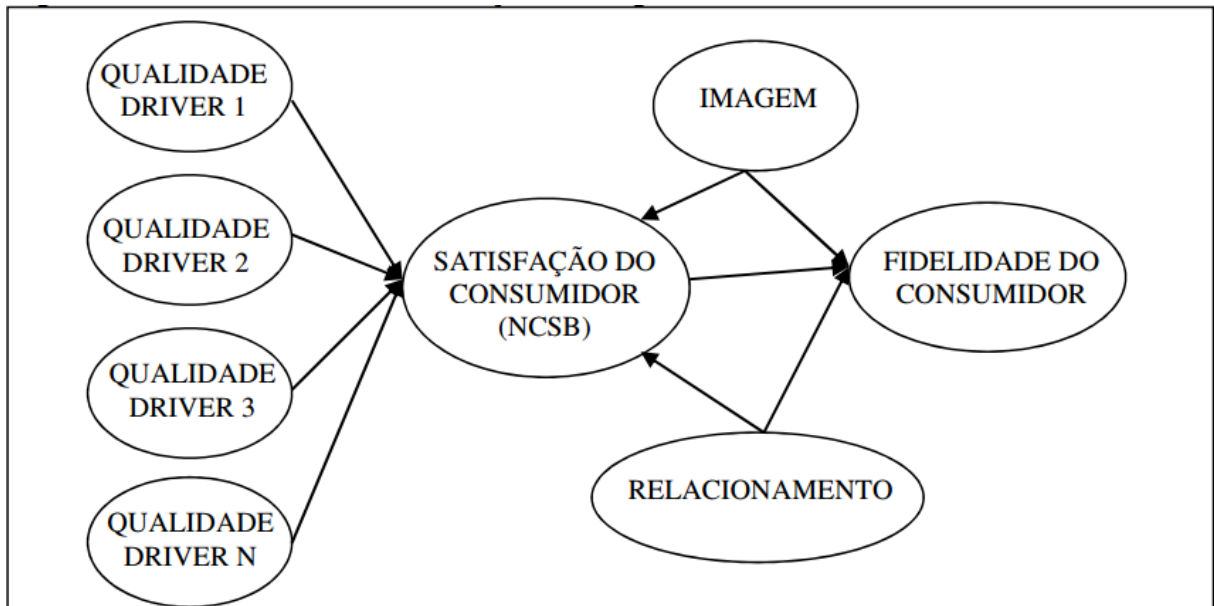 QUALIDADE
DRIVER 1
QUALIDADE
DRIVER 2
QUALIDADE
DRIVER 3
QUALIDADE
DRIVER N
SATISFAÇÃO DO
CONSUMIDOR
(NCSB)
IMAGEM
RELACIONAMENTO
FIDELIDADE DO
CONSUMIDOR